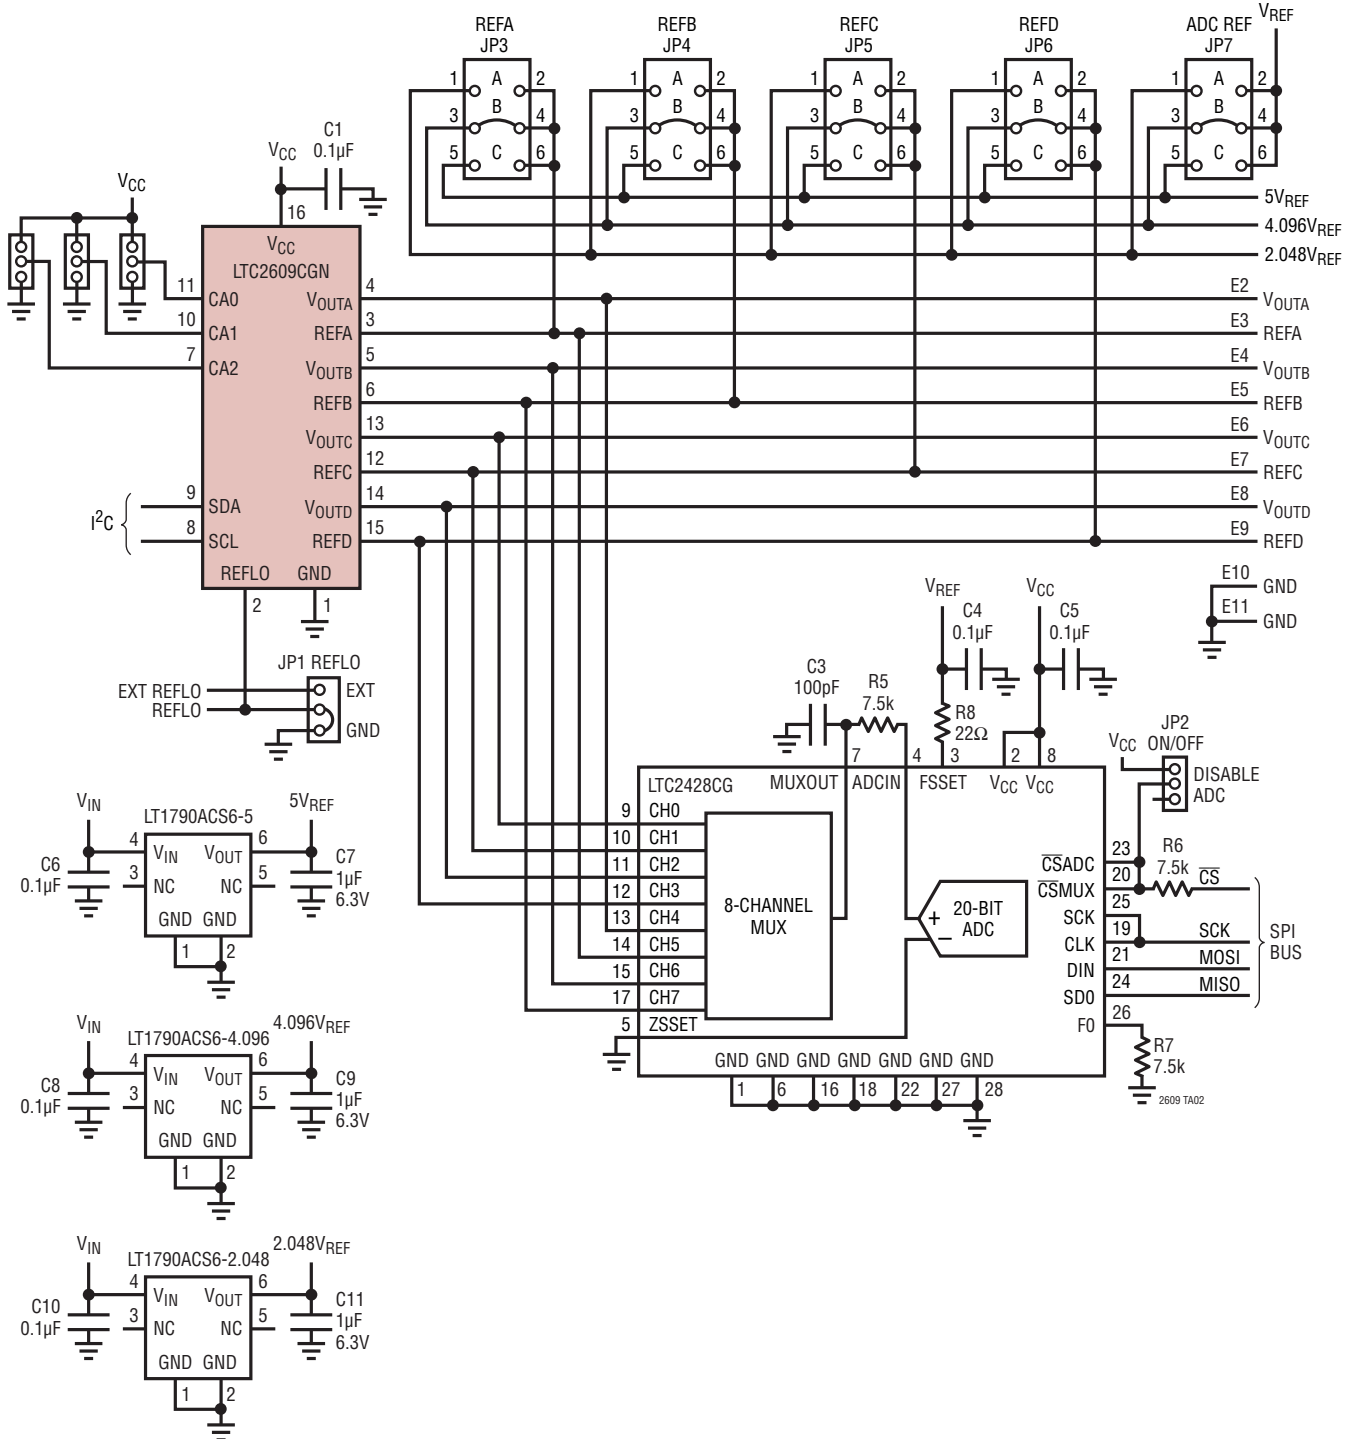 REFA REFB REFC REFD ADC REF VREF
JP3 JP4 JP5 JP6 JP7
1 A 2 1 A 2 1 A 2 1 A 2 1 A 2
B B B B B
3 4 3 4 3 4 3 4 3 4
5 C 6 5 C 6 5 C 6 5 C 6 5 C 6
C1
0.1µF
VCC
VCC
16
5VREF
4.096VREF
2.048VREF
VCC
LTC2609CGN
11 CA0 VOUTA 4 E2 VOUTA
10 CA1 REFA 3 E3 REFA
7 CA2 VOUTB 5 E4 VOUTB
REFB 6 E5 REFB
VOUTC 13 E6 VOUTC
REFC 12 E7 REFC
I2C
9 SDA VOUTD 14 E8 VOUTD
8 SCL REFD 15 E9 REFD
REFLO GND
2 1
E10 GND
E11 GND
JP1 REFLO
EXT REFLO EXT
REFLO
GND
VREF VCC
C4
0.1µF
C5
0.1µF
C3
100pF
R5
7.5k
R8
22Ω
JP2
ON/OFF
VCC
DISABLE
ADC
7 4 3 2 8
LTC2428CG MUXOUT ADCIN FSSET VCC VCC
9 CH0
10 CH1
11 CH2
12 CH3
13 CH4
14 CH5
15 CH6
17 CH7
5 ZSSET
8-CHANNEL
MUX
+
–
20-BIT
ADC
CSADC 23
CSMUX 20
SCK 25
CLK 19
DIN 21
SD0 24
F0 26
R6
7.5k
CS
SCK
MOSI
MISO
SPI
BUS
R7
7.5k
GND GND GND GND GND GND GND
1 6 16 18 22 27 28
2609 TA02
VIN 5VREF
LT1790ACS6-5
4 VIN VOUT 6
3 NC NC 5
GND GND
1 2
C6
0.1µF
C7
1µF
6.3V
VIN 4.096VREF
LT1790ACS6-4.096
4 VIN VOUT 6
3 NC NC 5
GND GND
1 2
C8
0.1µF
C9
1µF
6.3V
VIN 2.048VREF
LT1790ACS6-2.048
4 VIN VOUT 6
3 NC NC 5
GND GND
1 2
C10
0.1µF
C11
1µF
6.3V